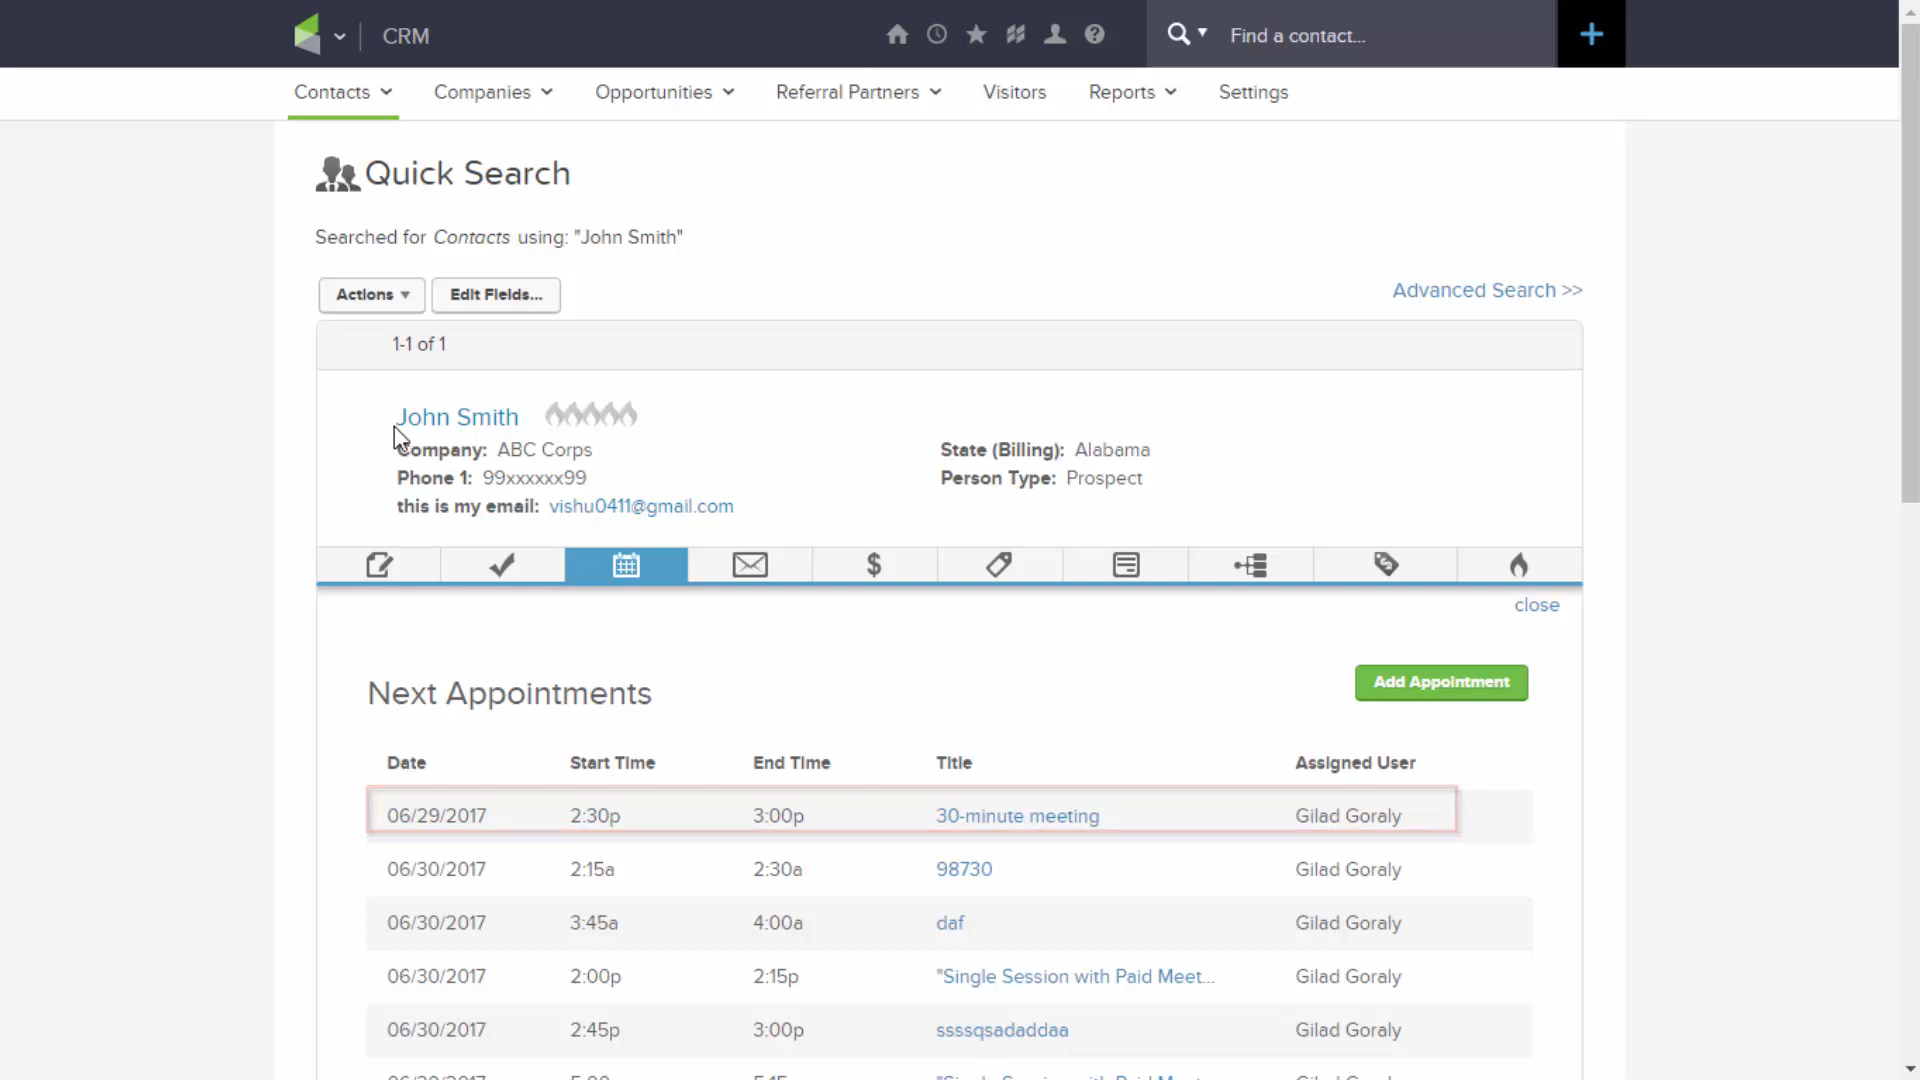 CRM
Find a contact...
Contacts Companies Opportunities Referral Partners Visitors Reports Settings
Quick Search
Searched for Contacts using: "John Smith"
Actions Edit Fields... Advanced Search >>
1-1 of 1
John Smith
Company: ABC Corps State (Billing): Alabama
Phone 1: 99xxxxxx99 Person Type: Prospect
this is my email: vishu0411@gmail.com
close
Next Appointments Add Appointment
Date Start Time End Time Title Assigned User
06/29/2017 2:30p 3:00p 30-minute meeting Gilad Goraly
06/30/2017 2:15a 2:30a 98730 Gilad Goraly
06/30/2017 3:45a 4:00a daf Gilad Goraly
06/30/2017 2:00p 2:15p "Single Session with Paid Meet... Gilad Goraly
06/30/2017 2:45p 3:00p ssssqsadaddaa Gilad Goraly